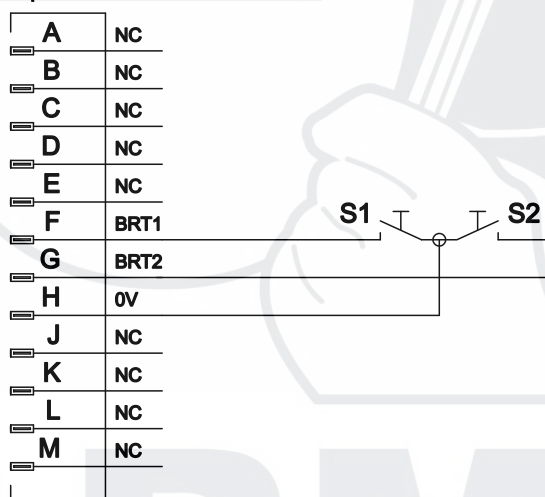 A NC
B NC
C NC
D NC
E NC
F BRT1 S1 S2
G BRT2
H 0V
J NC
K NC
L NC
M NC